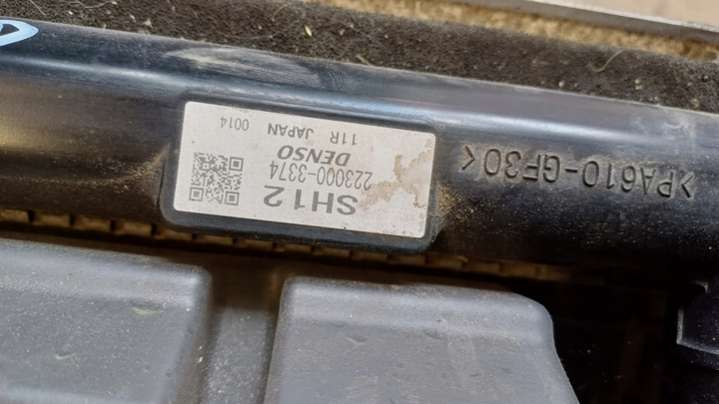 SH12
223000-3374
DENSO
11R JAPAN 0014
>PA610-GF30<